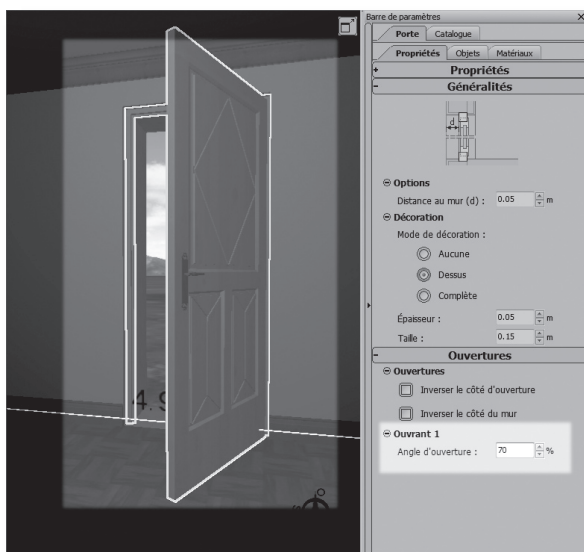 Barre de paramètres
Porte Catalogue
Propriétés Objets Matériaux
+ Propriétés
- Généralités
d
Options
Distance au mur (d) : 0.05 m
Décoration
Mode de décoration :
Aucune
Dessus
Complète
Épaisseur : 0.05 m
Taille : 0.15 m
- Ouvertures
Ouvertures
Inverser le côté d'ouverture
Inverser le côté du mur
Ouvrant 1
Angle d'ouverture : 70 %
4.9